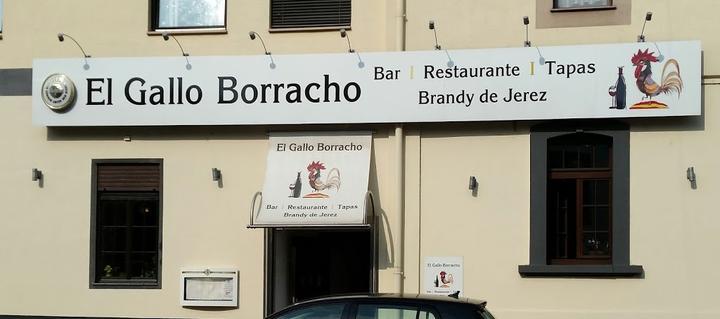 El Gallo Borracho
Bar | Restaurante | Tapas
Brandy de Jerez
El Gallo Borracho
Bar | Restaurante | Tapas
Brandy de Jerez
El Gallo Borracho